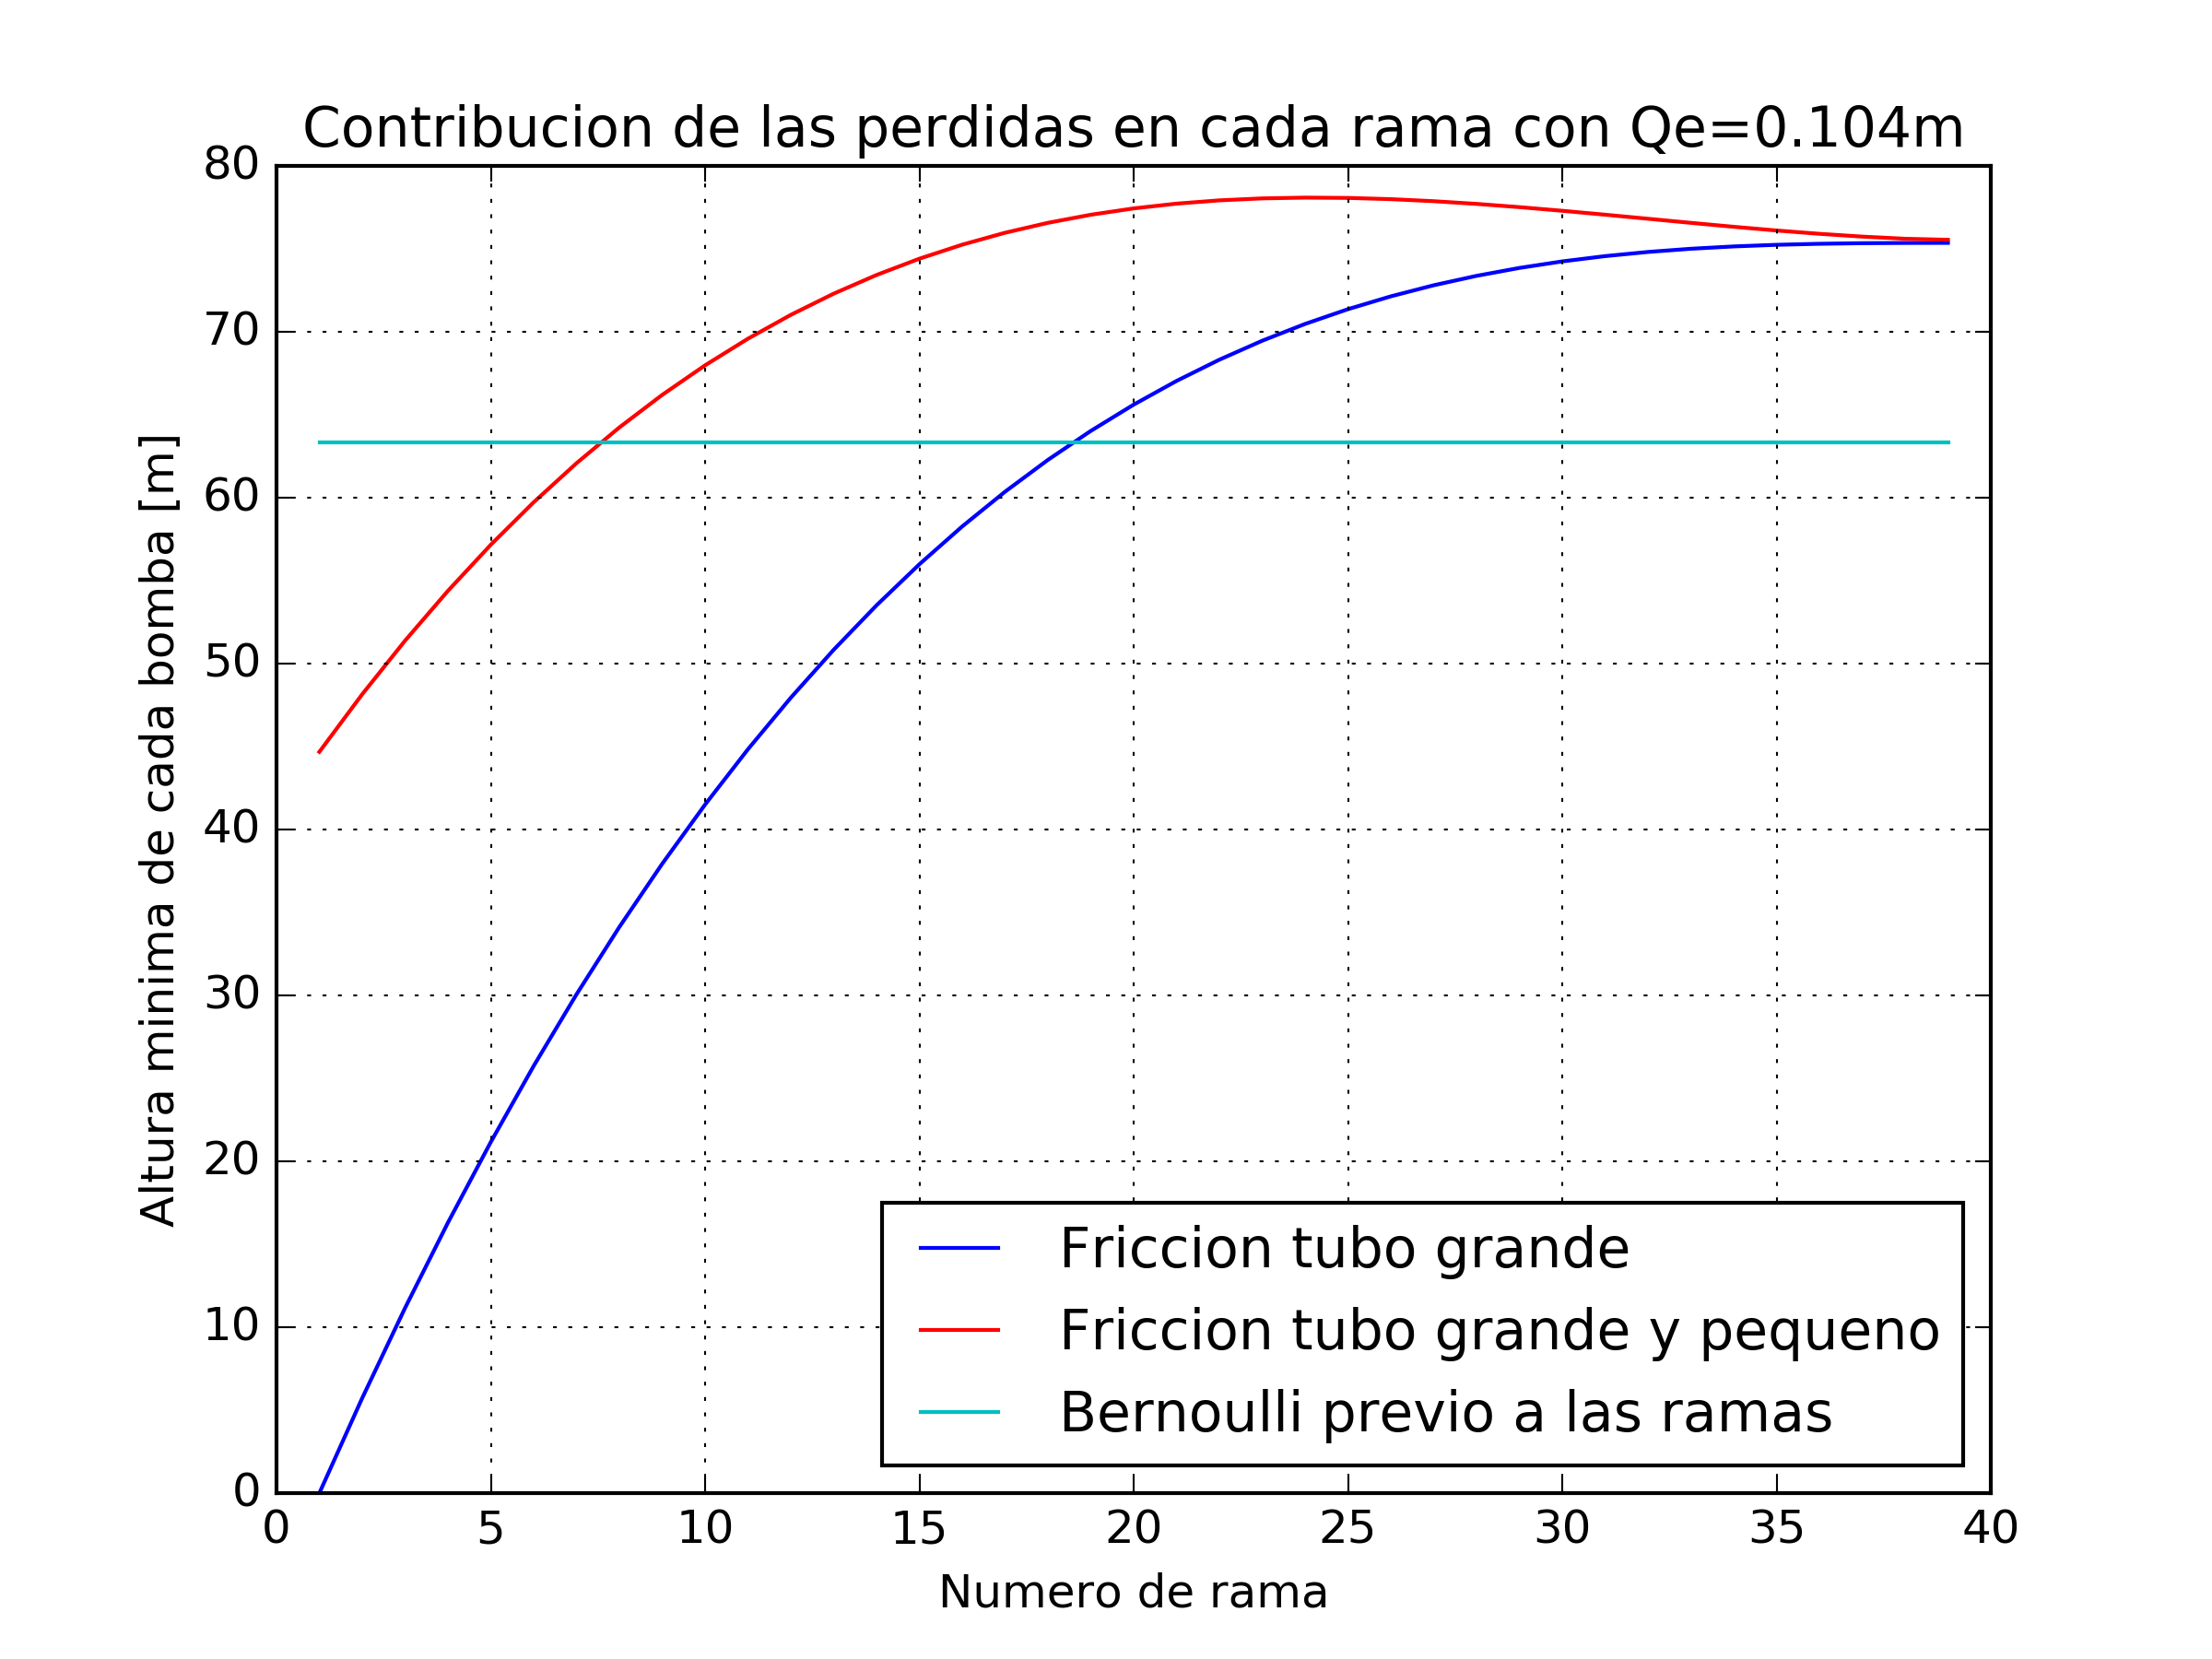 Contribucion de las perdidas en cada rama con Qe=0.104m
80
70
60
50
40
30
20
10
0
Altura minima de cada bomba [m]
Friccion tubo grande
Friccion tubo grande y pequeno
Bernoulli previo a las ramas
0 5 10 15 20 25 30 35 40
Numero de rama